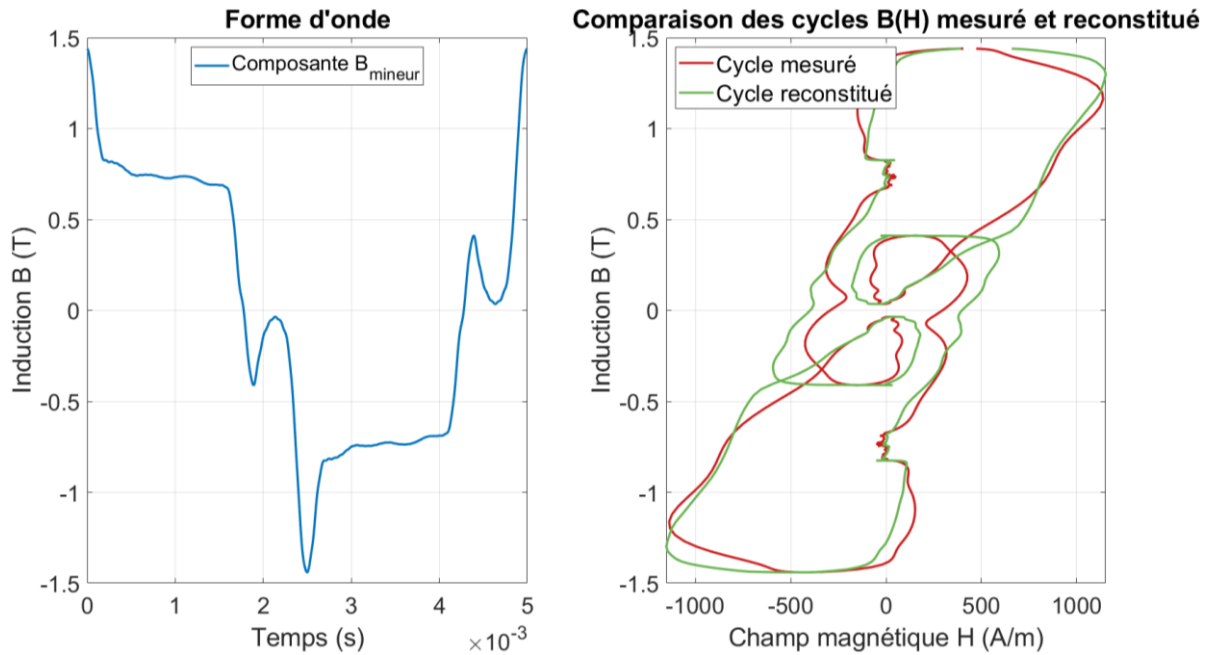 Forme d'onde
Composante B_mineur
1.5
1
0.5
0
-0.5
-1
-1.5
0
1
2
3
4
5
×10^-3
Temps (s)
Induction B (T)
Comparaison des cycles B(H) mesuré et reconstitué
Cycle mesuré
Cycle reconstitué
1.5
1
0.5
0
-0.5
-1
-1.5
-1000
-500
0
500
1000
Champ magnétique H (A/m)
Induction B (T)